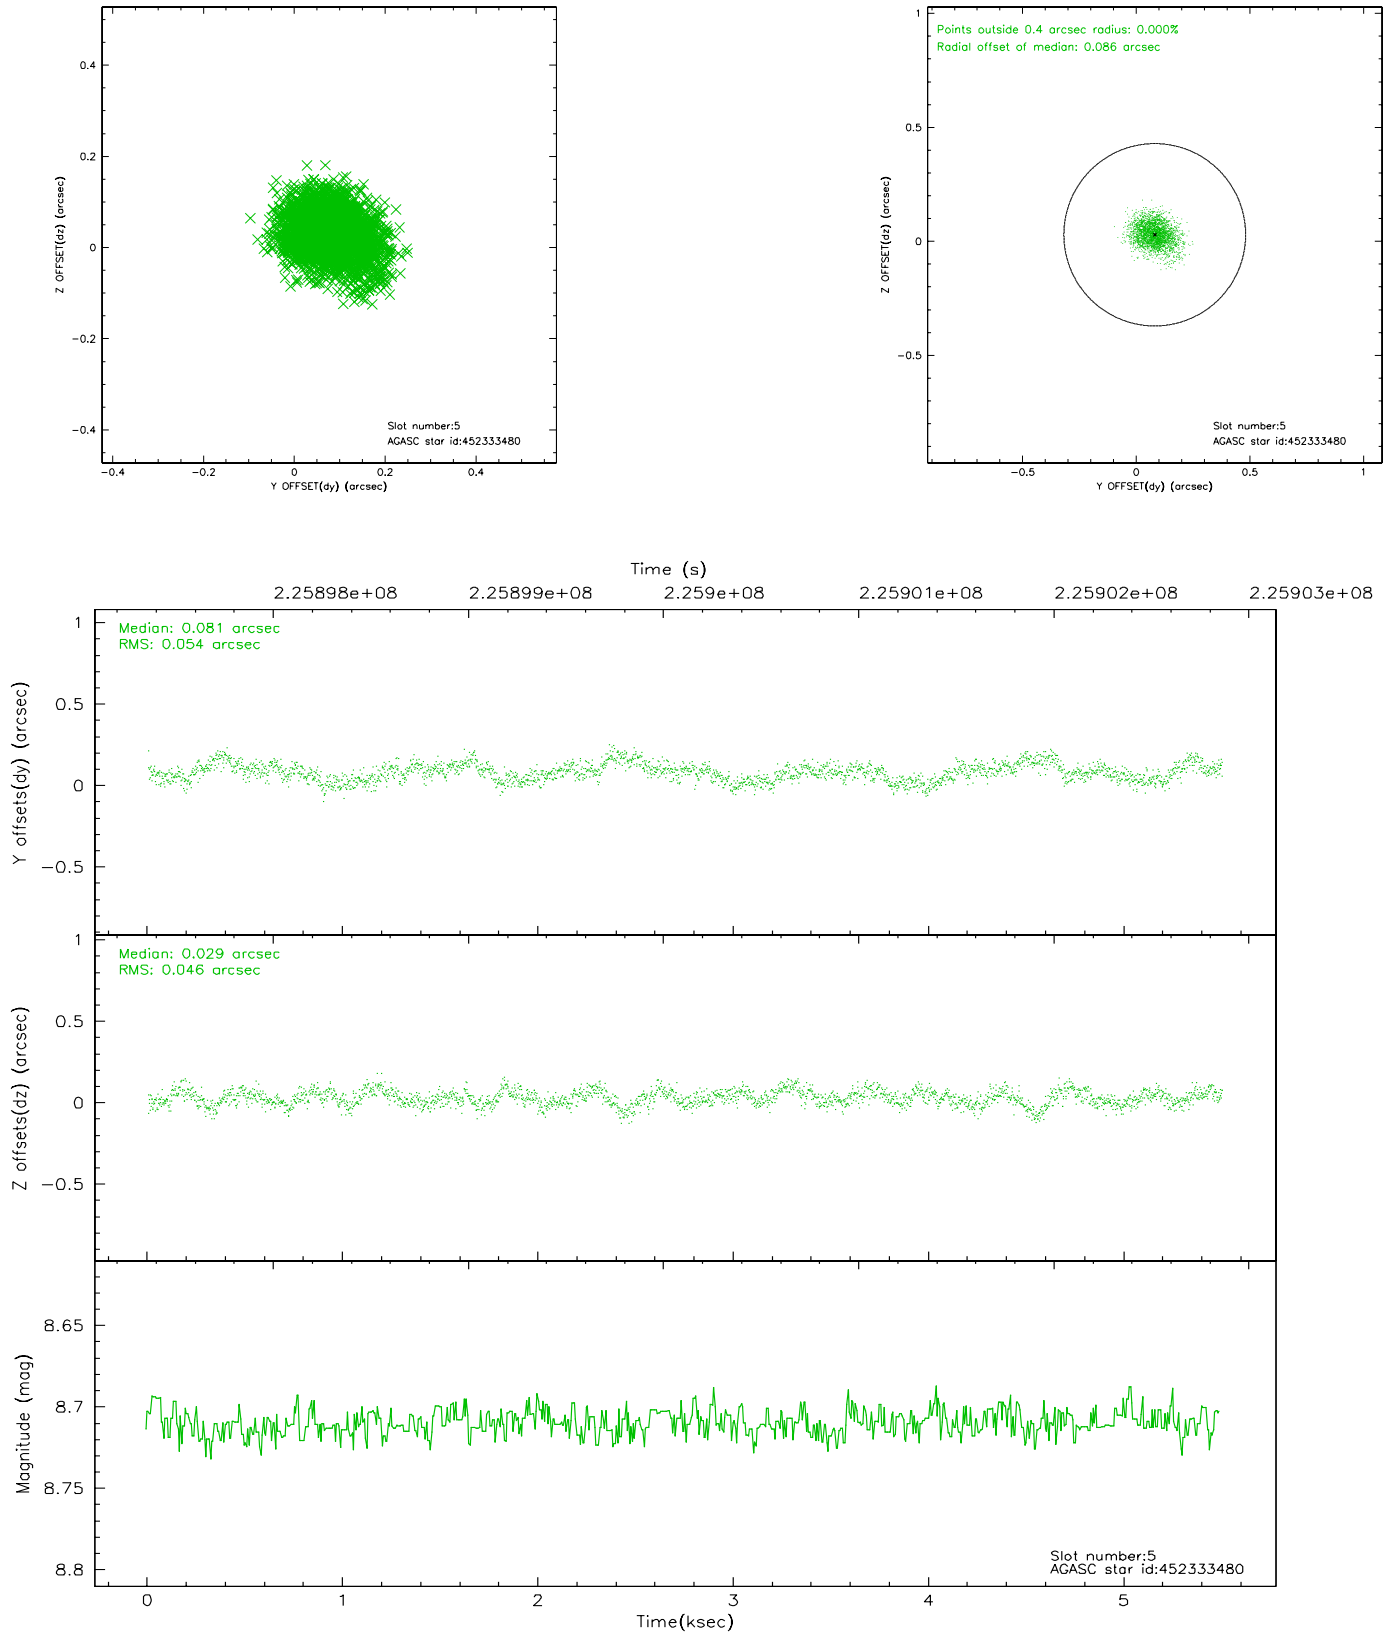 0.4
0.2
0
−0.2
−0.4
Z OFFSET(dz) (arcsec)
Slot number:5
AGASC star id:452333480
−0.4 −0.2 0 0.2 0.4
Y OFFSET(dy) (arcsec)
Points outside 0.4 arcsec radius: 0.000%
Radial offset of median: 0.086 arcsec
1
0.5
0
−0.5
Z OFFSET(dz) (arcsec)
Slot number:5
AGASC star id:452333480
−0.5 0 0.5 1
Y OFFSET(dy) (arcsec)
Time (s)
2.25898e+08 2.25899e+08 2.259e+08 2.25901e+08 2.25902e+08 2.25903e+08
Median: 0.081 arcsec
RMS: 0.054 arcsec
1
0.5
0
−0.5
Y offsets(dy) (arcsec)
Median: 0.029 arcsec
RMS: 0.046 arcsec
1
0.5
0
−0.5
Z offsets(dz) (arcsec)
8.65
8.7
8.75
8.8
Magnitude (mag)
Slot number:5
AGASC star id:452333480
0 1 2 3 4 5
Time(ksec)